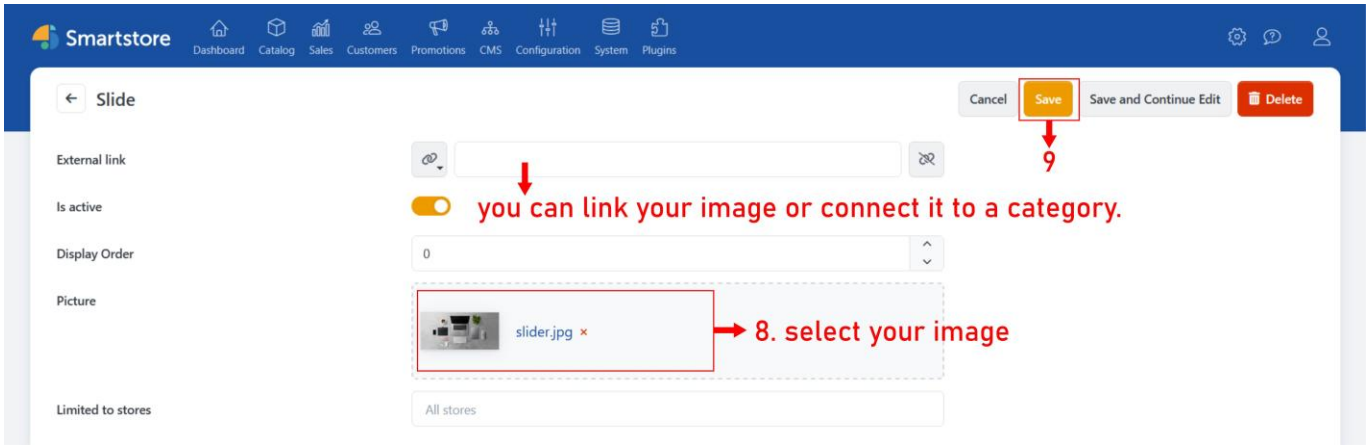 Smartstore
Dashboard Catalog Sales Customers Promotions CMS Configuration System Plugins
Slide
Cancel Save Save and Continue Edit Delete
External link
9
Is active
you can link your image or connect it to a category.
Display Order 0
Picture
slider.jpg × 8. select your image
Limited to stores All stores